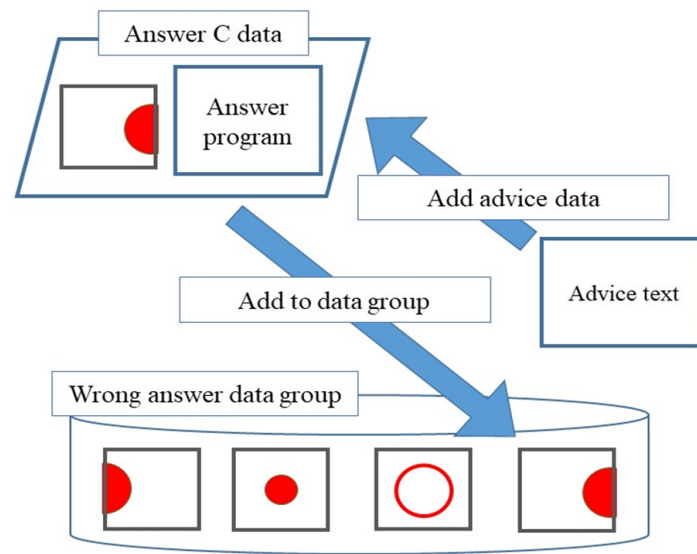 Answer C data
Answer
program
Add advice data
Add to data group
Advice text
Wrong answer data group